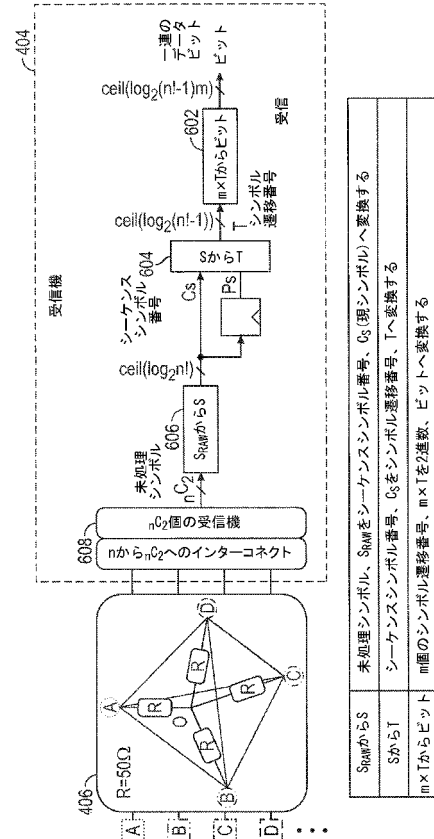 404
受信機
受信
406
R=50Ω
A
B
C
D
O
R
R
R
R
A
B
C
D
608
nC2個の受信機
nからnC2へのインターコネクト
未処理シンボル
nC2
606
SRAWからS
ceil(log2n!)
シーケンスシンボル番号
Cs
Ps
604
SからT
ceil(log2(n!-1))
T
シンボル遷移番号
602
m×Tからビット
ceil(log2(n!-1)m)
一連のデータビット
ビット
SRAWからS 未処理シンボル、SRAWをシーケンスシンボル番号、CS(現シンボル)へ変換する
SからT シーケンスシンボル番号、CSをシンボル遷移番号、Tへ変換する
m×Tからビット m個のシンボル遷移番号、m×Tを2進数、ビットへ変換する